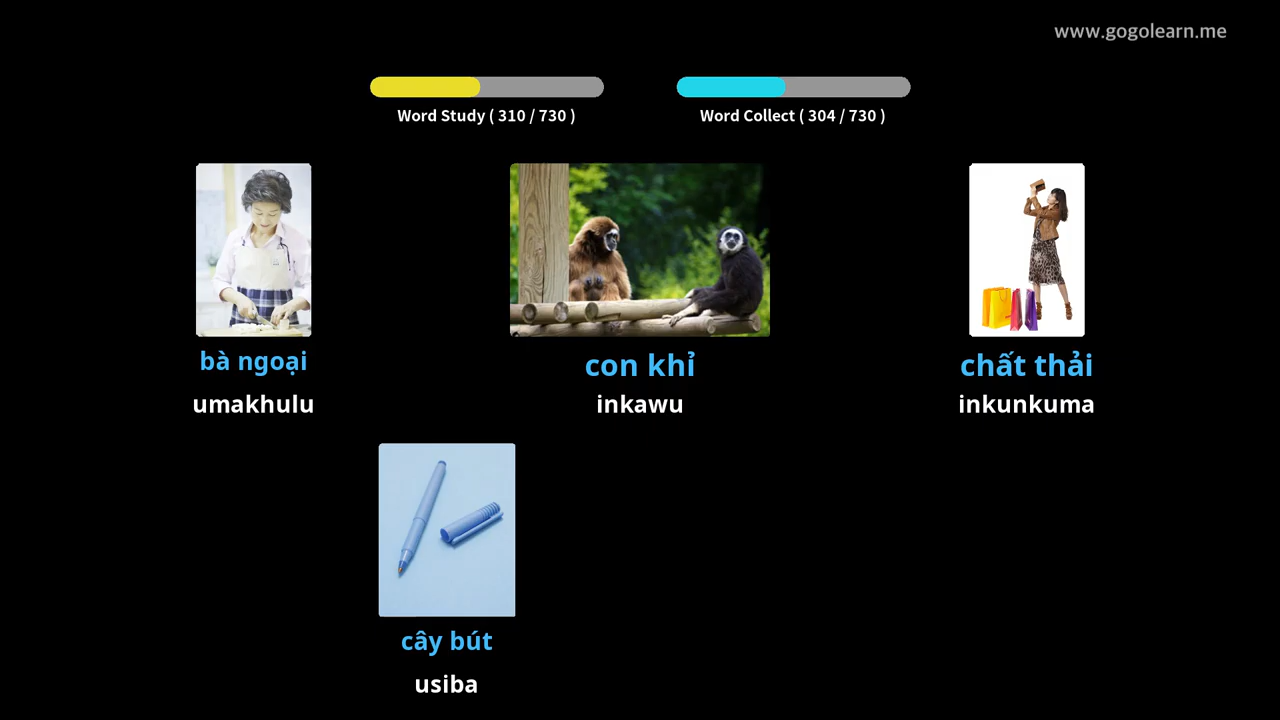 www.gogolearn.me
Word Study ( 310 / 730 )
Word Collect ( 304 / 730 )
bà ngoại
umakhulu
con khỉ
inkawu
chất thải
inkunkuma
cây bút
usiba